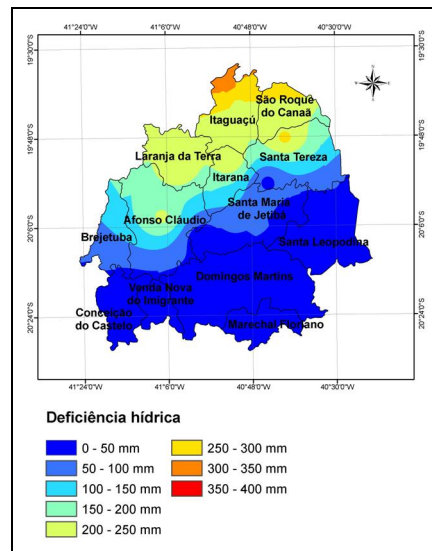 41°24'0"W 41°6'0"W 40°48'0"W 40°30'0"W
19°30'0"S 19°30'0"S
São Roque
do Canaã
Itaguaçú
19°48'0"S 19°48'0"S
Laranja da Terra
Santa Tereza
Itarana
Santa Maria
de Jetibá
Afonso Cláudio
20°6'0"S 20°6'0"S
Brejetuba
Santa Leopodina
Domingos Martins
Venda Nova
do Imigrante
Conceição
do Castelo
20°24'0"S 20°24'0"S
Marechal Floriano
41°24'0"W 41°6'0"W 40°48'0"W 40°30'0"W
Deficiência hídrica
0 - 50 mm 250 - 300 mm
50 - 100 mm 300 - 350 mm
100 - 150 mm 350 - 400 mm
150 - 200 mm
200 - 250 mm